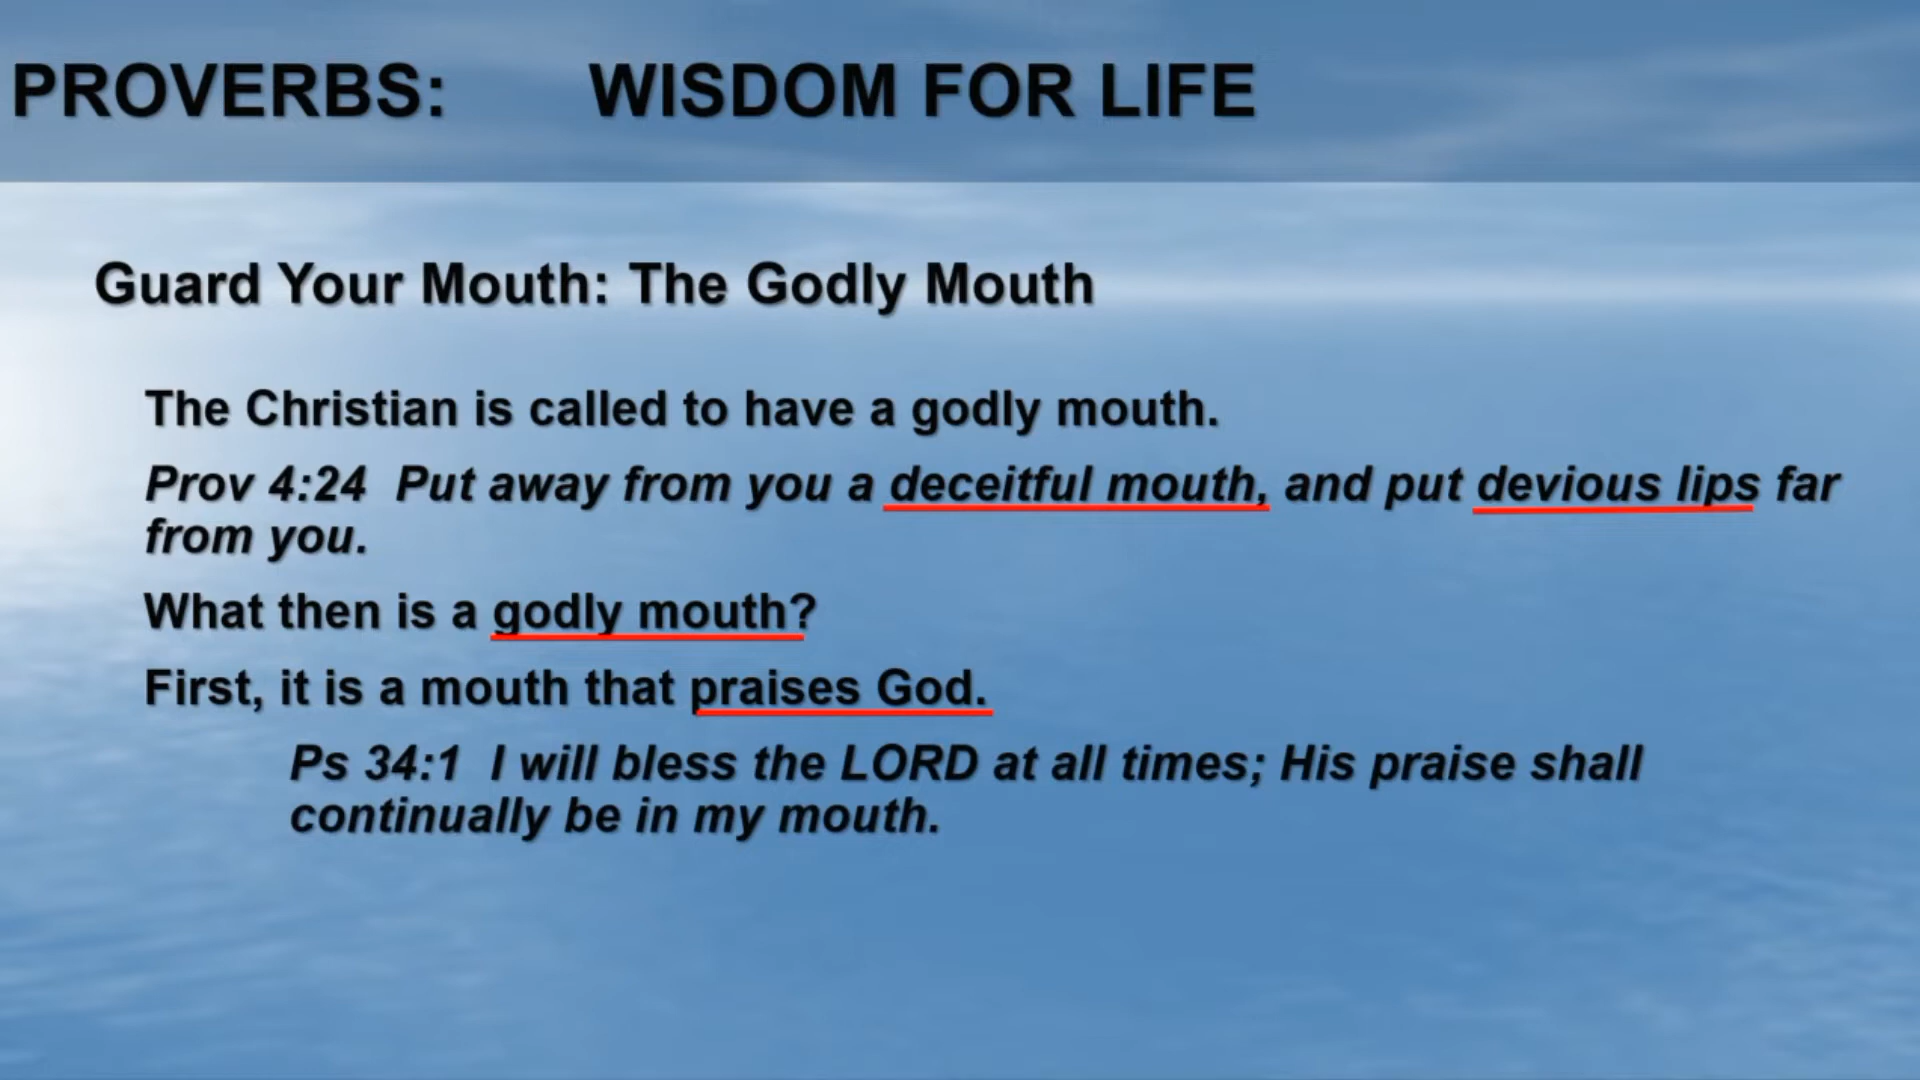 PROVERBS: WISDOM FOR LIFE
Guard Your Mouth: The Godly Mouth
The Christian is called to have a godly mouth.
Prov 4:24 Put away from you a deceitful mouth, and put devious lips far
from you.
What then is a godly mouth?
First, it is a mouth that praises God.
Ps 34:1 I will bless the LORD at all times; His praise shall
continually be in my mouth.